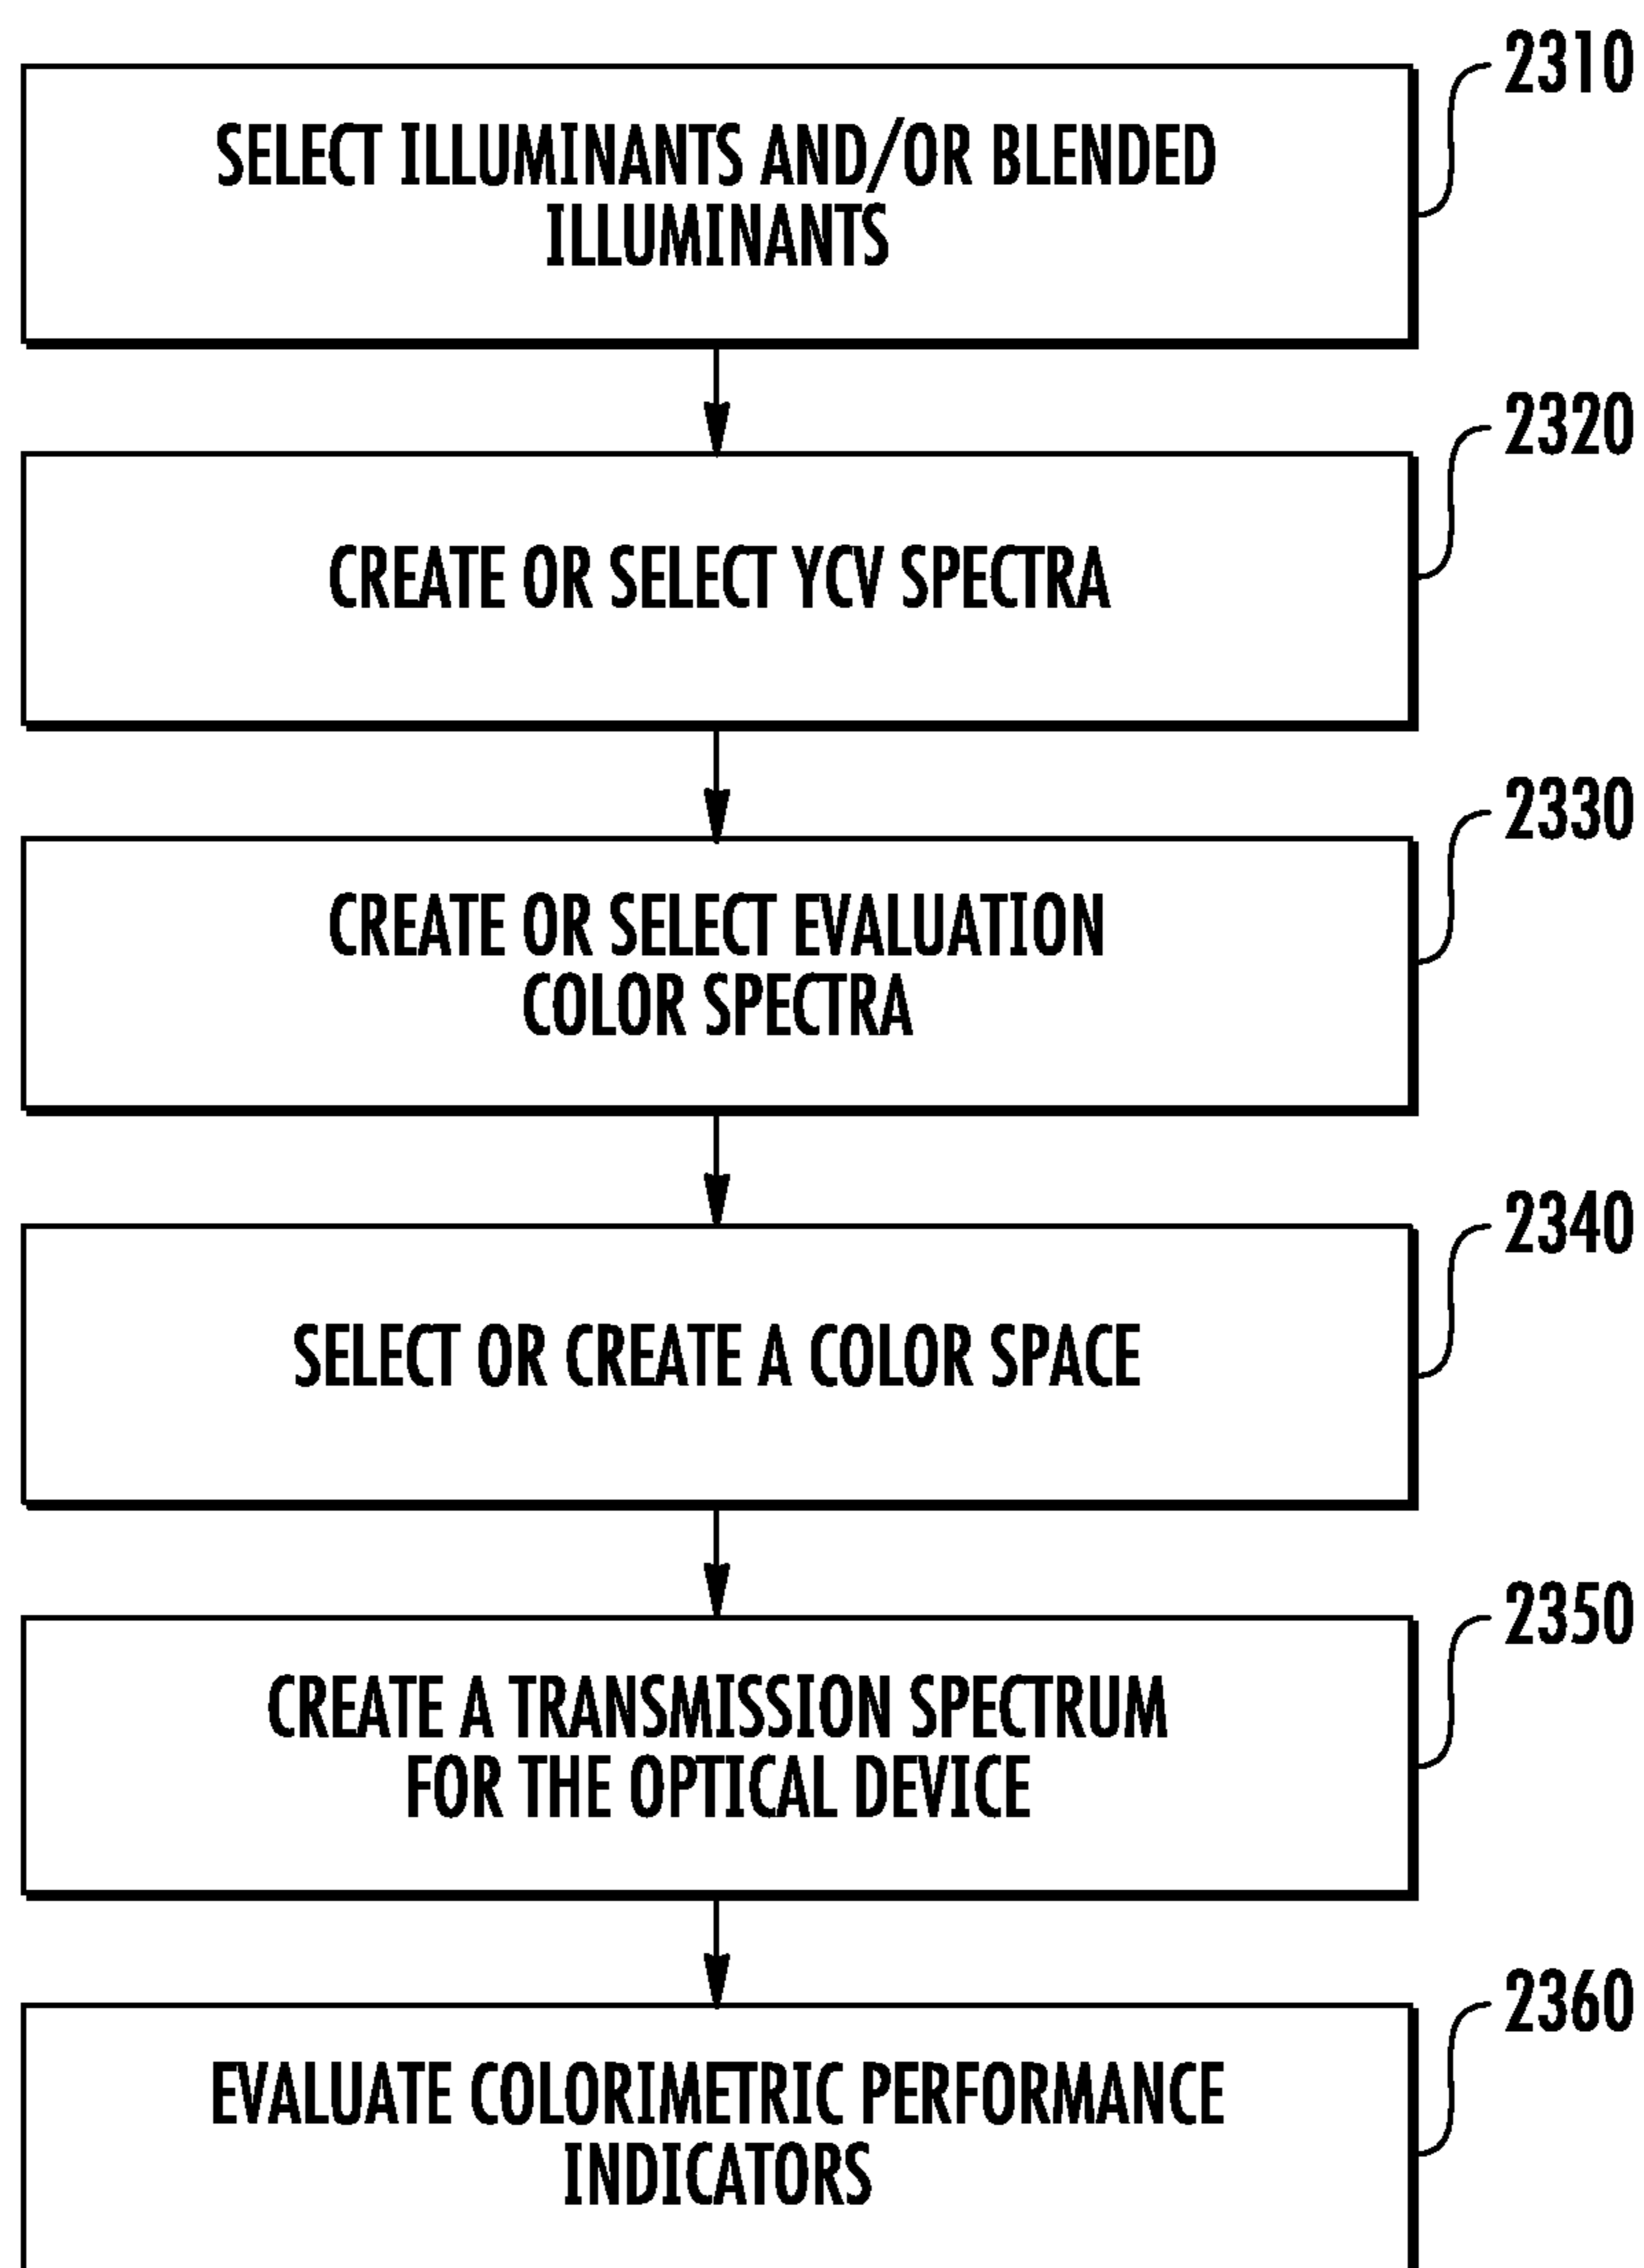 2310
SELECT ILLUMINANTS AND/OR BLENDED
ILLUMINANTS
2320
CREATE OR SELECT YCV SPECTRA
2330
CREATE OR SELECT EVALUATION
COLOR SPECTRA
2340
SELECT OR CREATE A COLOR SPACE
2350
CREATE A TRANSMISSION SPECTRUM
FOR THE OPTICAL DEVICE
2360
EVALUATE COLORIMETRIC PERFORMANCE
INDICATORS